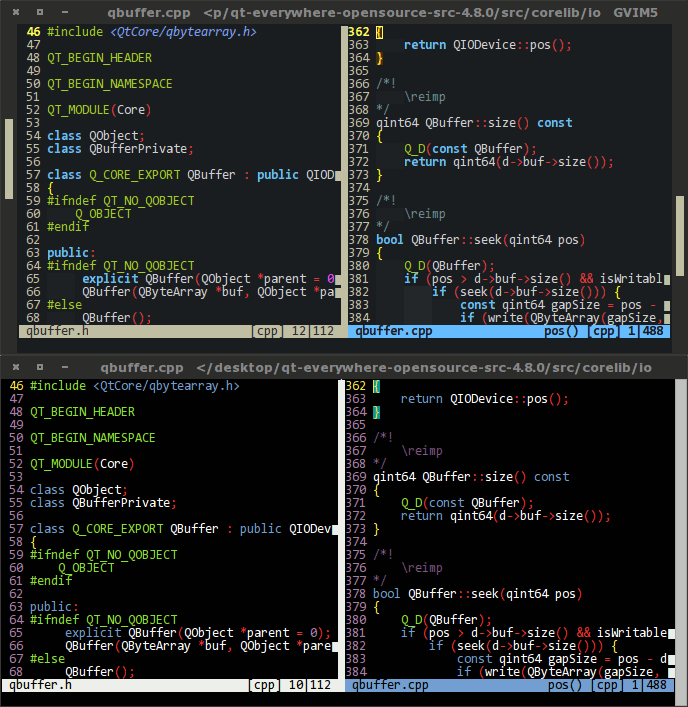 qbuffer.cpp <p/qt-everywhere-opensource-src-4.8.0/src/corelib/io GVIM5
46 #include <QtCore/qbytearray.h>
47
48 QT_BEGIN_HEADER
49
50 QT_BEGIN_NAMESPACE
51
52 QT_MODULE(Core)
53
54 class QObject;
55 class QBufferPrivate;
56
57 class Q_CORE_EXPORT QBuffer : public QIOD
58 {
59 #ifndef QT_NO_QOBJECT
60     Q_OBJECT
61 #endif
62
63 public:
64 #ifndef QT_NO_QOBJECT
65      explicit QBuffer(QObject *parent = 0
66      QBuffer(QByteArray *buf, QObject *pa
67 #else
68      QBuffer();
qbuffer.h [cpp] 12|112
362 {
363     return QIODevice::pos();
364 }
365
366 /*!
367     \reimp
368 */
369 qint64 QBuffer::size() const
370 {
371     Q_D(const QBuffer);
372     return qint64(d->buf->size());
373 }
374
375 /*!
376     \reimp
377 */
378 bool QBuffer::seek(qint64 pos)
379 {
380     Q_D(QBuffer);
381     if (pos > d->buf->size() && isWritable
382         if (seek(d->buf->size())) {
383             const qint64 gapSize = pos -
384             if (write(QByteArray(gapSize,
qbuffer.cpp pos() [cpp] 1|488
qbuffer.cpp </desktop/qt-everywhere-opensource-src-4.8.0/src/corelib/io
46 #include <QtCore/qbytearray.h>
47
48 QT_BEGIN_HEADER
49
50 QT_BEGIN_NAMESPACE
51
52 QT_MODULE(Core)
53
54 class QObject;
55 class QBufferPrivate;
56
57 class Q_CORE_EXPORT QBuffer : public QIODev
58 {
59 #ifndef QT_NO_QOBJECT
60     Q_OBJECT
61 #endif
62
63 public:
64 #ifndef QT_NO_QOBJECT
65      explicit QBuffer(QObject *parent = 0);
66      QBuffer(QByteArray *buf, QObject *pare
67 #else
68      QBuffer();
qbuffer.h [cpp] 10|112
362 {
363     return QIODevice::pos();
364 }
365
366 /*!
367     \reimp
368 */
369 qint64 QBuffer::size() const
370 {
371     Q_D(const QBuffer);
372     return qint64(d->buf->size());
373 }
374
375 /*!
376     \reimp
377 */
378 bool QBuffer::seek(qint64 pos)
379 {
380     Q_D(QBuffer);
381     if (pos > d->buf->size() && isWritable
382         if (seek(d->buf->size())) {
383             const qint64 gapSize = pos - d
384             if (write(QByteArray(gapSize,
qbuffer.cpp pos() [cpp] 1|488